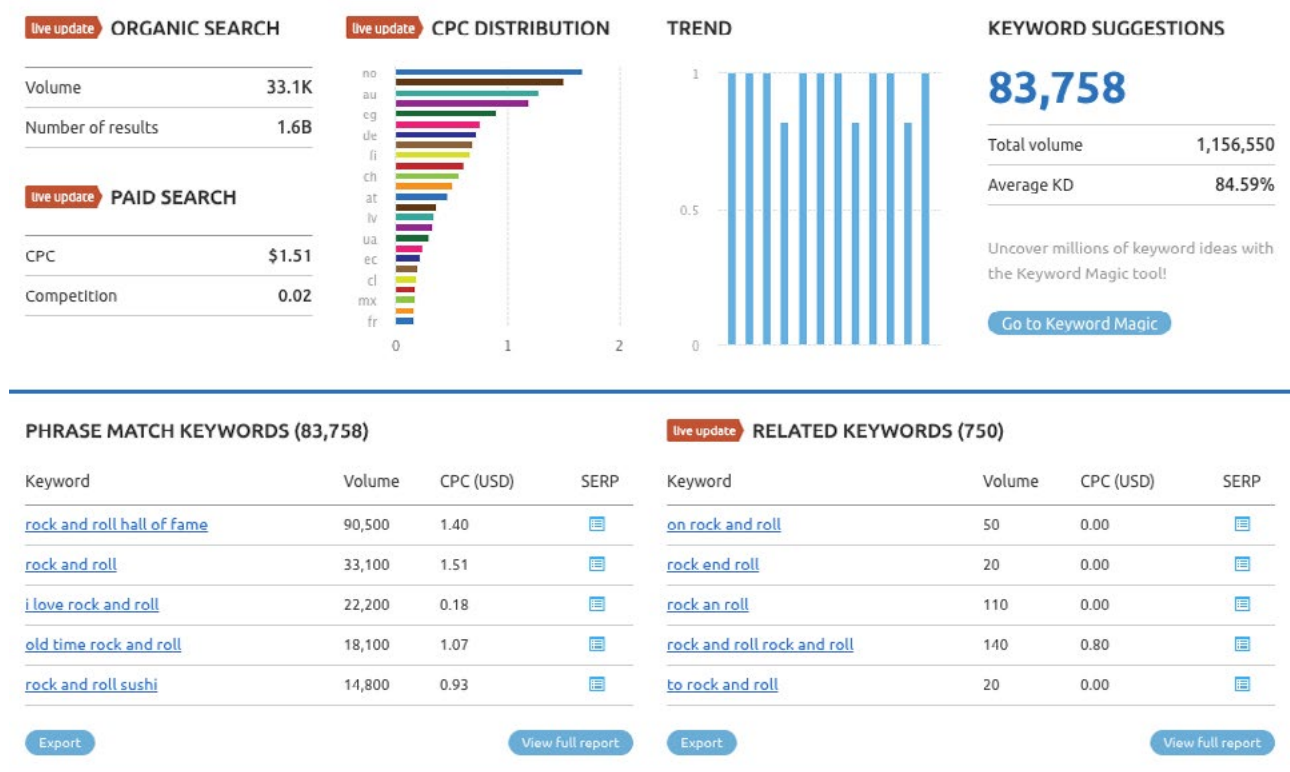 live update ORGANIC SEARCH
Volume 33.1K
Number of results 1.6B
live update PAID SEARCH
CPC $1.51
Competition 0.02
live update CPC DISTRIBUTION
no
au
eg
de
fi
ch
at
lv
ua
ec
cl
mx
fr
0 1 2
TREND
1
0.5
0
KEYWORD SUGGESTIONS
83,758
Total volume 1,156,550
Average KD 84.59%
Uncover millions of keyword ideas with
the Keyword Magic tool!
Go to Keyword Magic
PHRASE MATCH KEYWORDS (83,758)
Keyword Volume CPC (USD) SERP
rock and roll hall of fame 90,500 1.40
rock and roll 33,100 1.51
i love rock and roll 22,200 0.18
old time rock and roll 18,100 1.07
rock and roll sushi 14,800 0.93
Export View full report
live update RELATED KEYWORDS (750)
Keyword Volume CPC (USD) SERP
on rock and roll 50 0.00
rock end roll 20 0.00
rock an roll 110 0.00
rock and roll rock and roll 140 0.80
to rock and roll 20 0.00
Export View full report